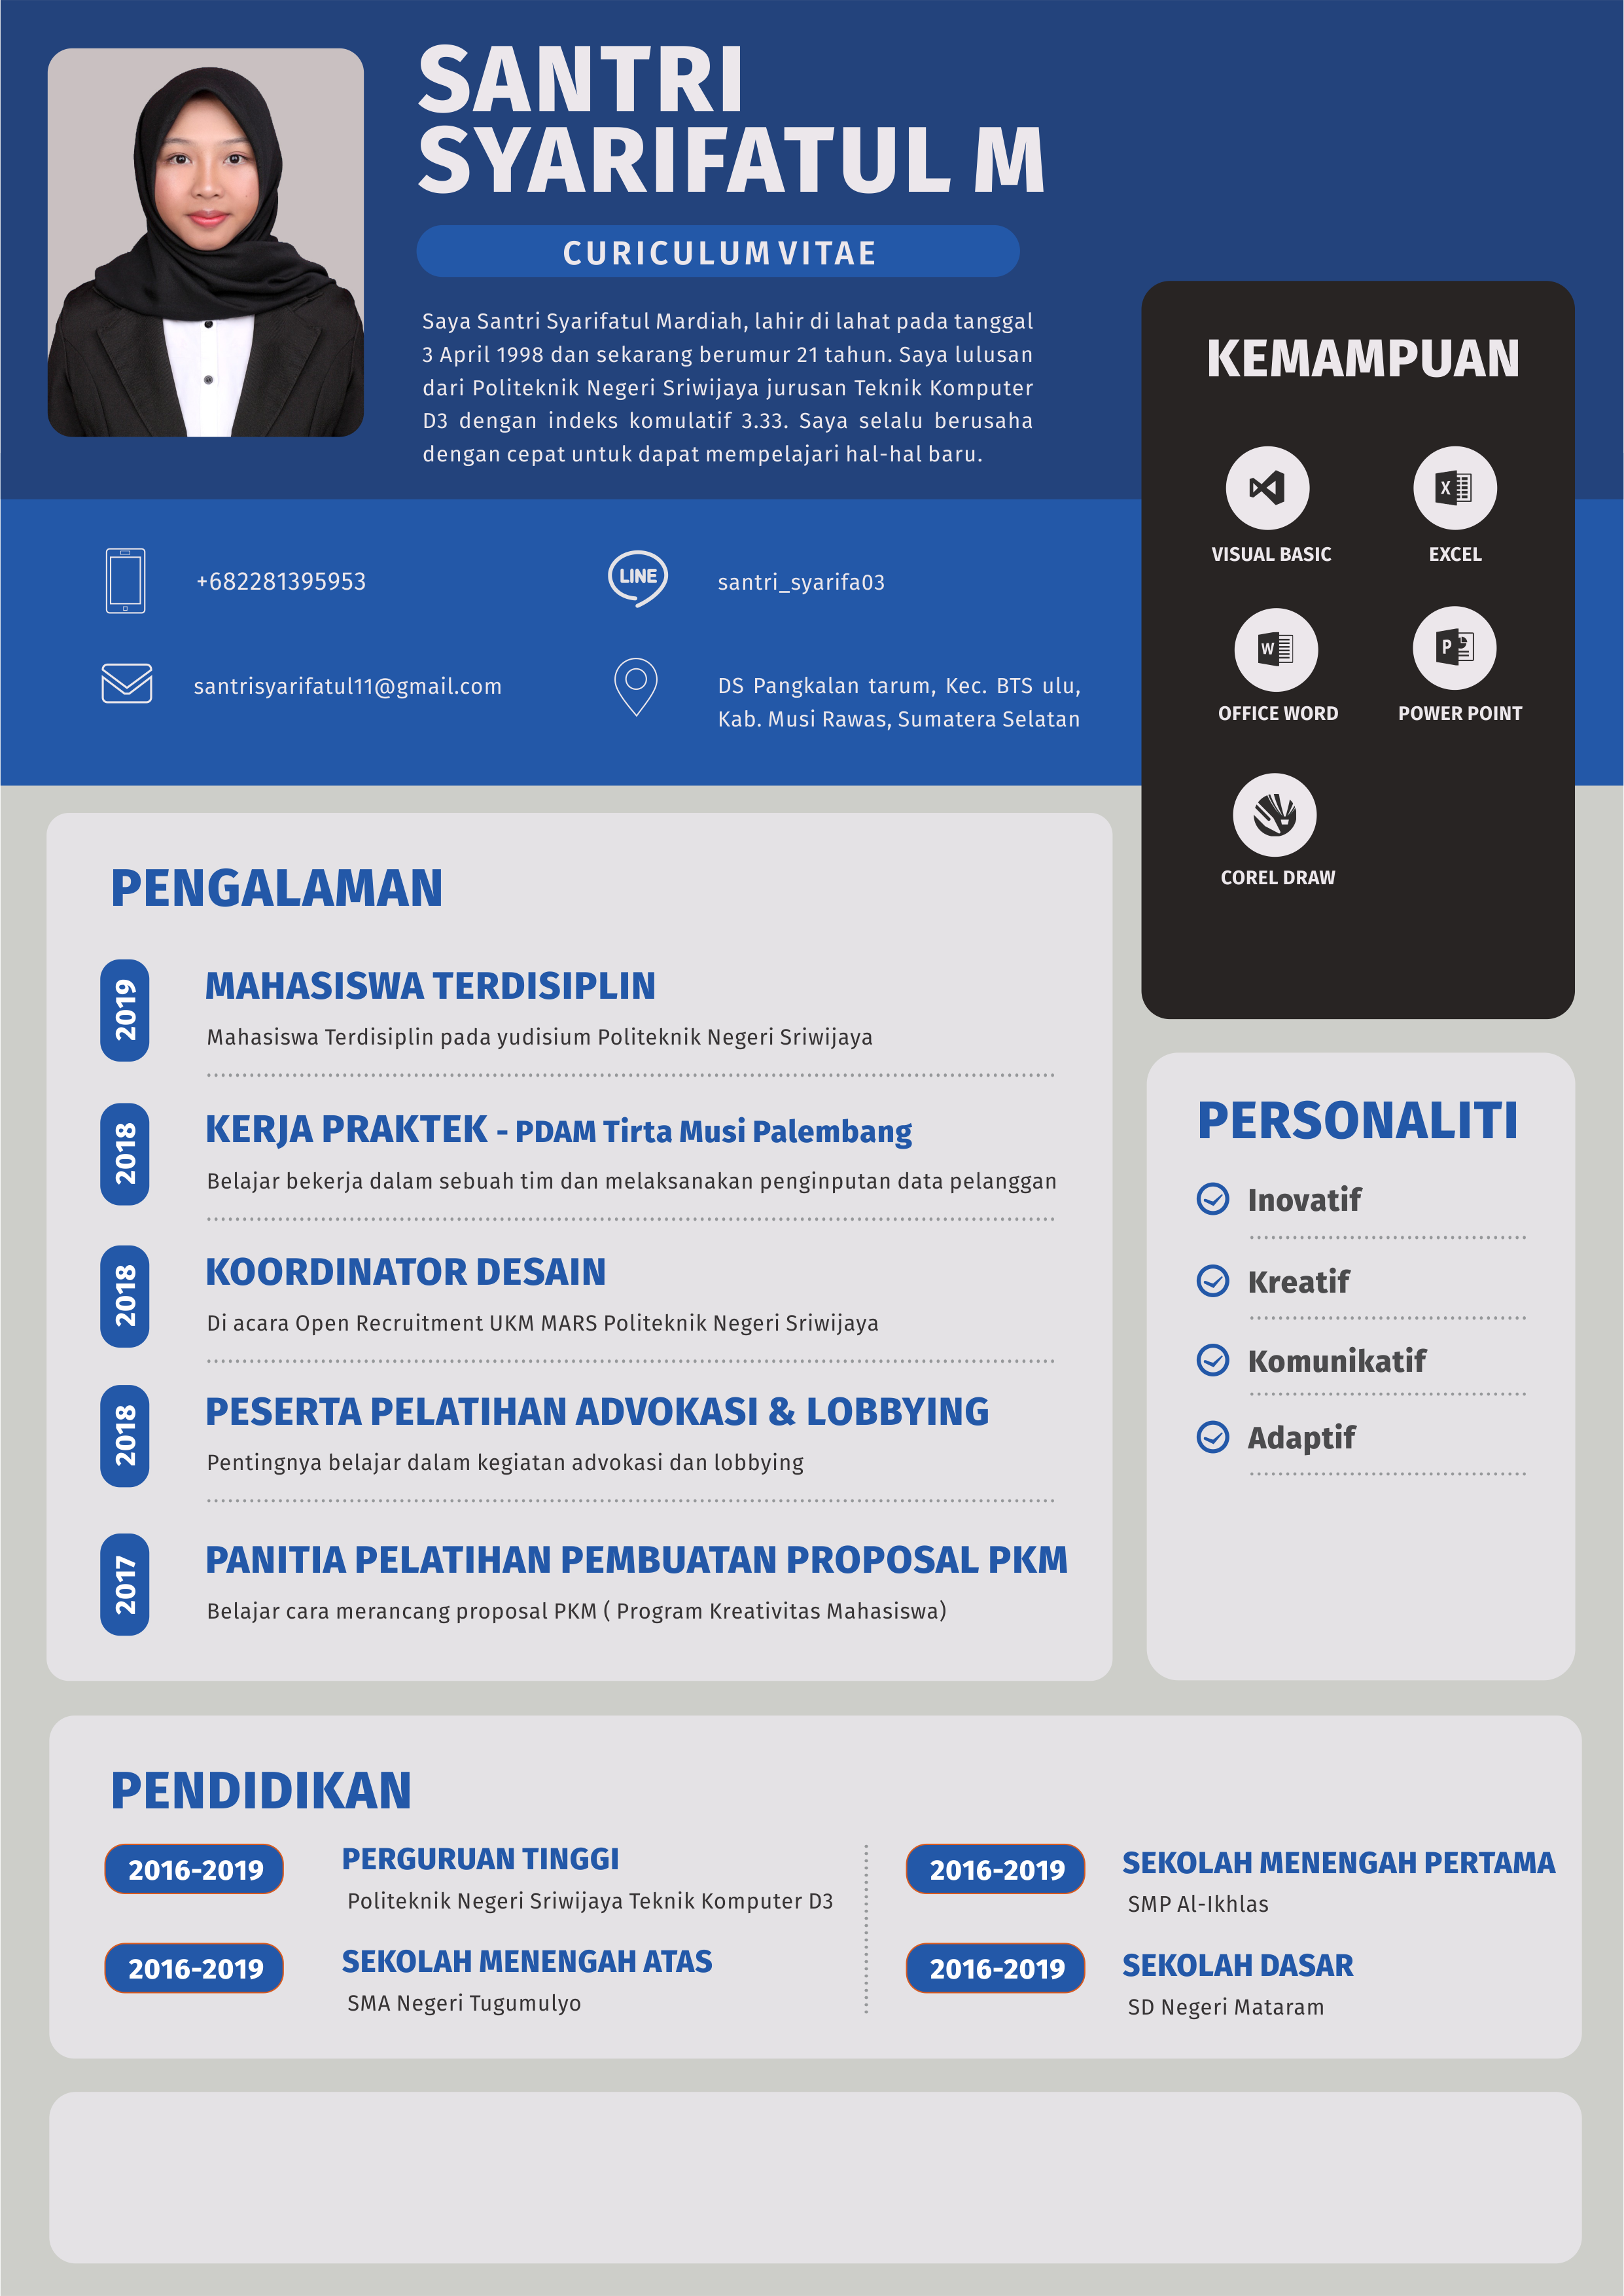 SANTRI
SYARIFATUL M
CURICULUM VITAE
Saya Santri Syarifatul Mardiah, lahir di lahat pada tanggal
3 April 1998 dan sekarang berumur 21 tahun. Saya lulusan
dari Politeknik Negeri Sriwijaya jurusan Teknik Komputer
D3 dengan indeks komulatif 3.33. Saya selalu berusaha
dengan cepat untuk dapat mempelajari hal-hal baru.
+682281395953
LINE
santri_syarifa03
santrisyarifatul11@gmail.com
DS Pangkalan tarum, Kec. BTS ulu,
Kab. Musi Rawas, Sumatera Selatan
KEMAMPUAN
VISUAL BASIC
X
EXCEL
W
OFFICE WORD
P
POWER POINT
COREL DRAW
PENGALAMAN
2019
MAHASISWA TERDISIPLIN
Mahasiswa Terdisiplin pada yudisium Politeknik Negeri Sriwijaya
2018
KERJA PRAKTEK - PDAM Tirta Musi Palembang
Belajar bekerja dalam sebuah tim dan melaksanakan penginputan data pelanggan
2018
KOORDINATOR DESAIN
Di acara Open Recruitment UKM MARS Politeknik Negeri Sriwijaya
2018
PESERTA PELATIHAN ADVOKASI & LOBBYING
Pentingnya belajar dalam kegiatan advokasi dan lobbying
2017
PANITIA PELATIHAN PEMBUATAN PROPOSAL PKM
Belajar cara merancang proposal PKM ( Program Kreativitas Mahasiswa)
PERSONALITI
Inovatif
Kreatif
Komunikatif
Adaptif
PENDIDIKAN
2016-2019
PERGURUAN TINGGI
Politeknik Negeri Sriwijaya Teknik Komputer D3
2016-2019
SEKOLAH MENENGAH ATAS
SMA Negeri Tugumulyo
2016-2019
SEKOLAH MENENGAH PERTAMA
SMP Al-Ikhlas
2016-2019
SEKOLAH DASAR
SD Negeri Mataram